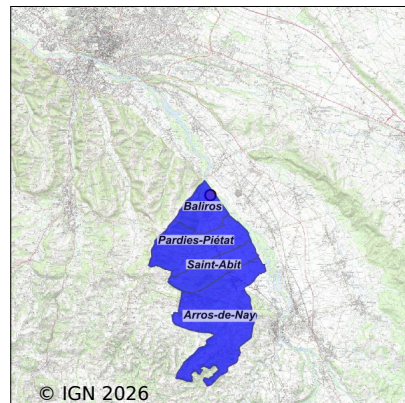 Baliros
Pardies-Piétat
Saint-Abit
Arros-de-Nay
© IGN 2026